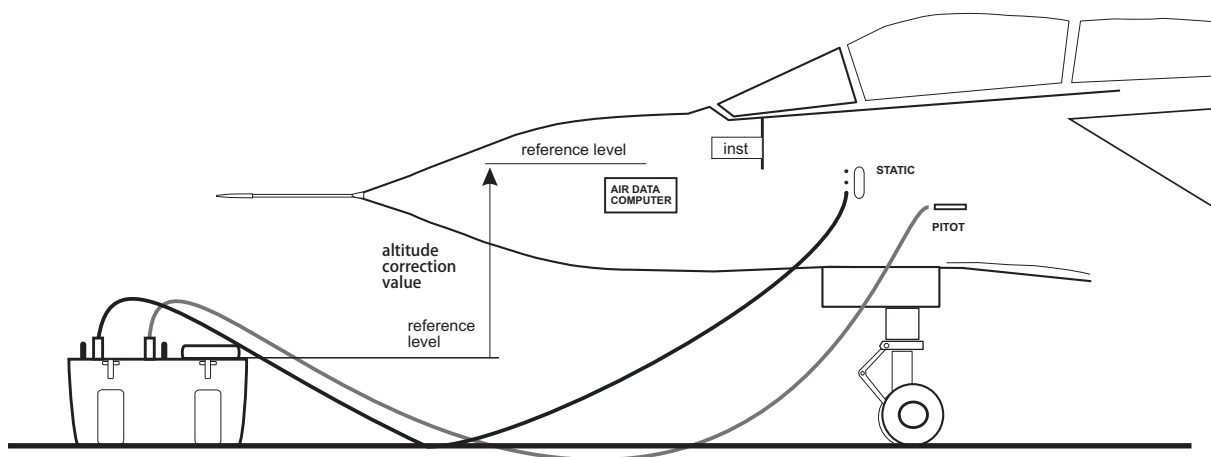 reference level
inst
STATIC
AIR DATA
COMPUTER
PITOT
altitude
correction
value
reference
level